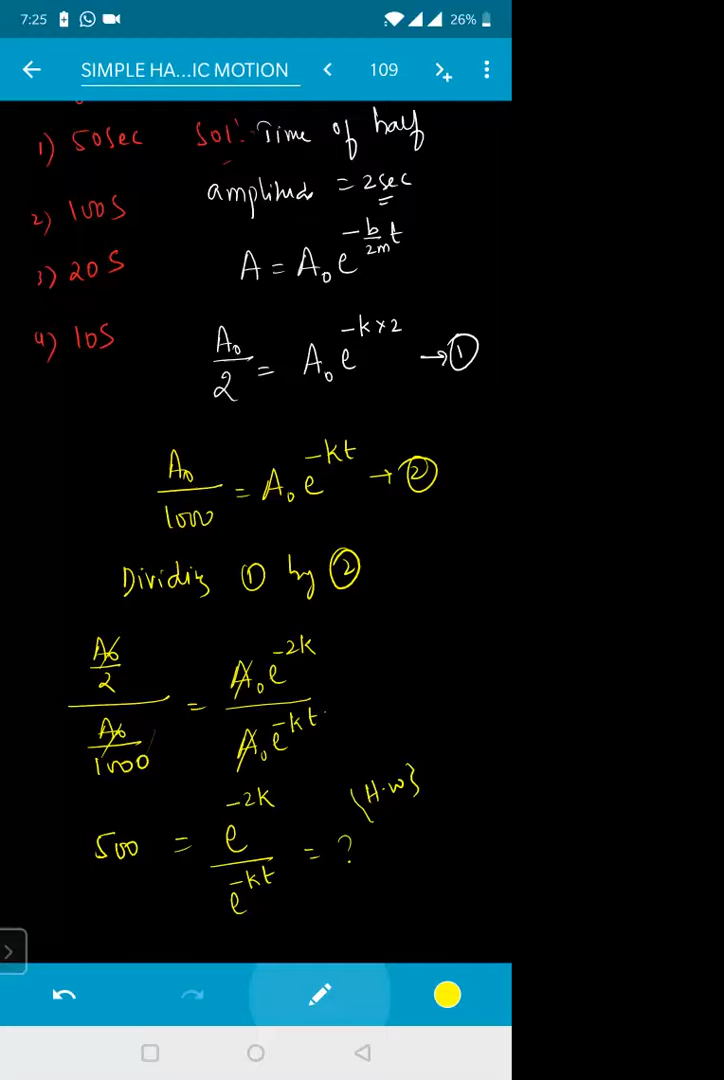 7:25 26%
SIMPLE HA...IC MOTION 109
1) 50sec Sol: Time of half
amplitude = 2sec
2) 100S
A = A₀e^(-b/2m t)
3) 20S
4) 10S
A₀/2 = A₀e^(-k×2) → ①
A₀/1000 = A₀e^(-kt) → ②
Dividing ① by ②
(A₀/2)/(A₀/1000) = A₀e^(-2k)/A₀e^(-kt)
500 = e^(-2k)/e^(-kt) = ? {H.W}